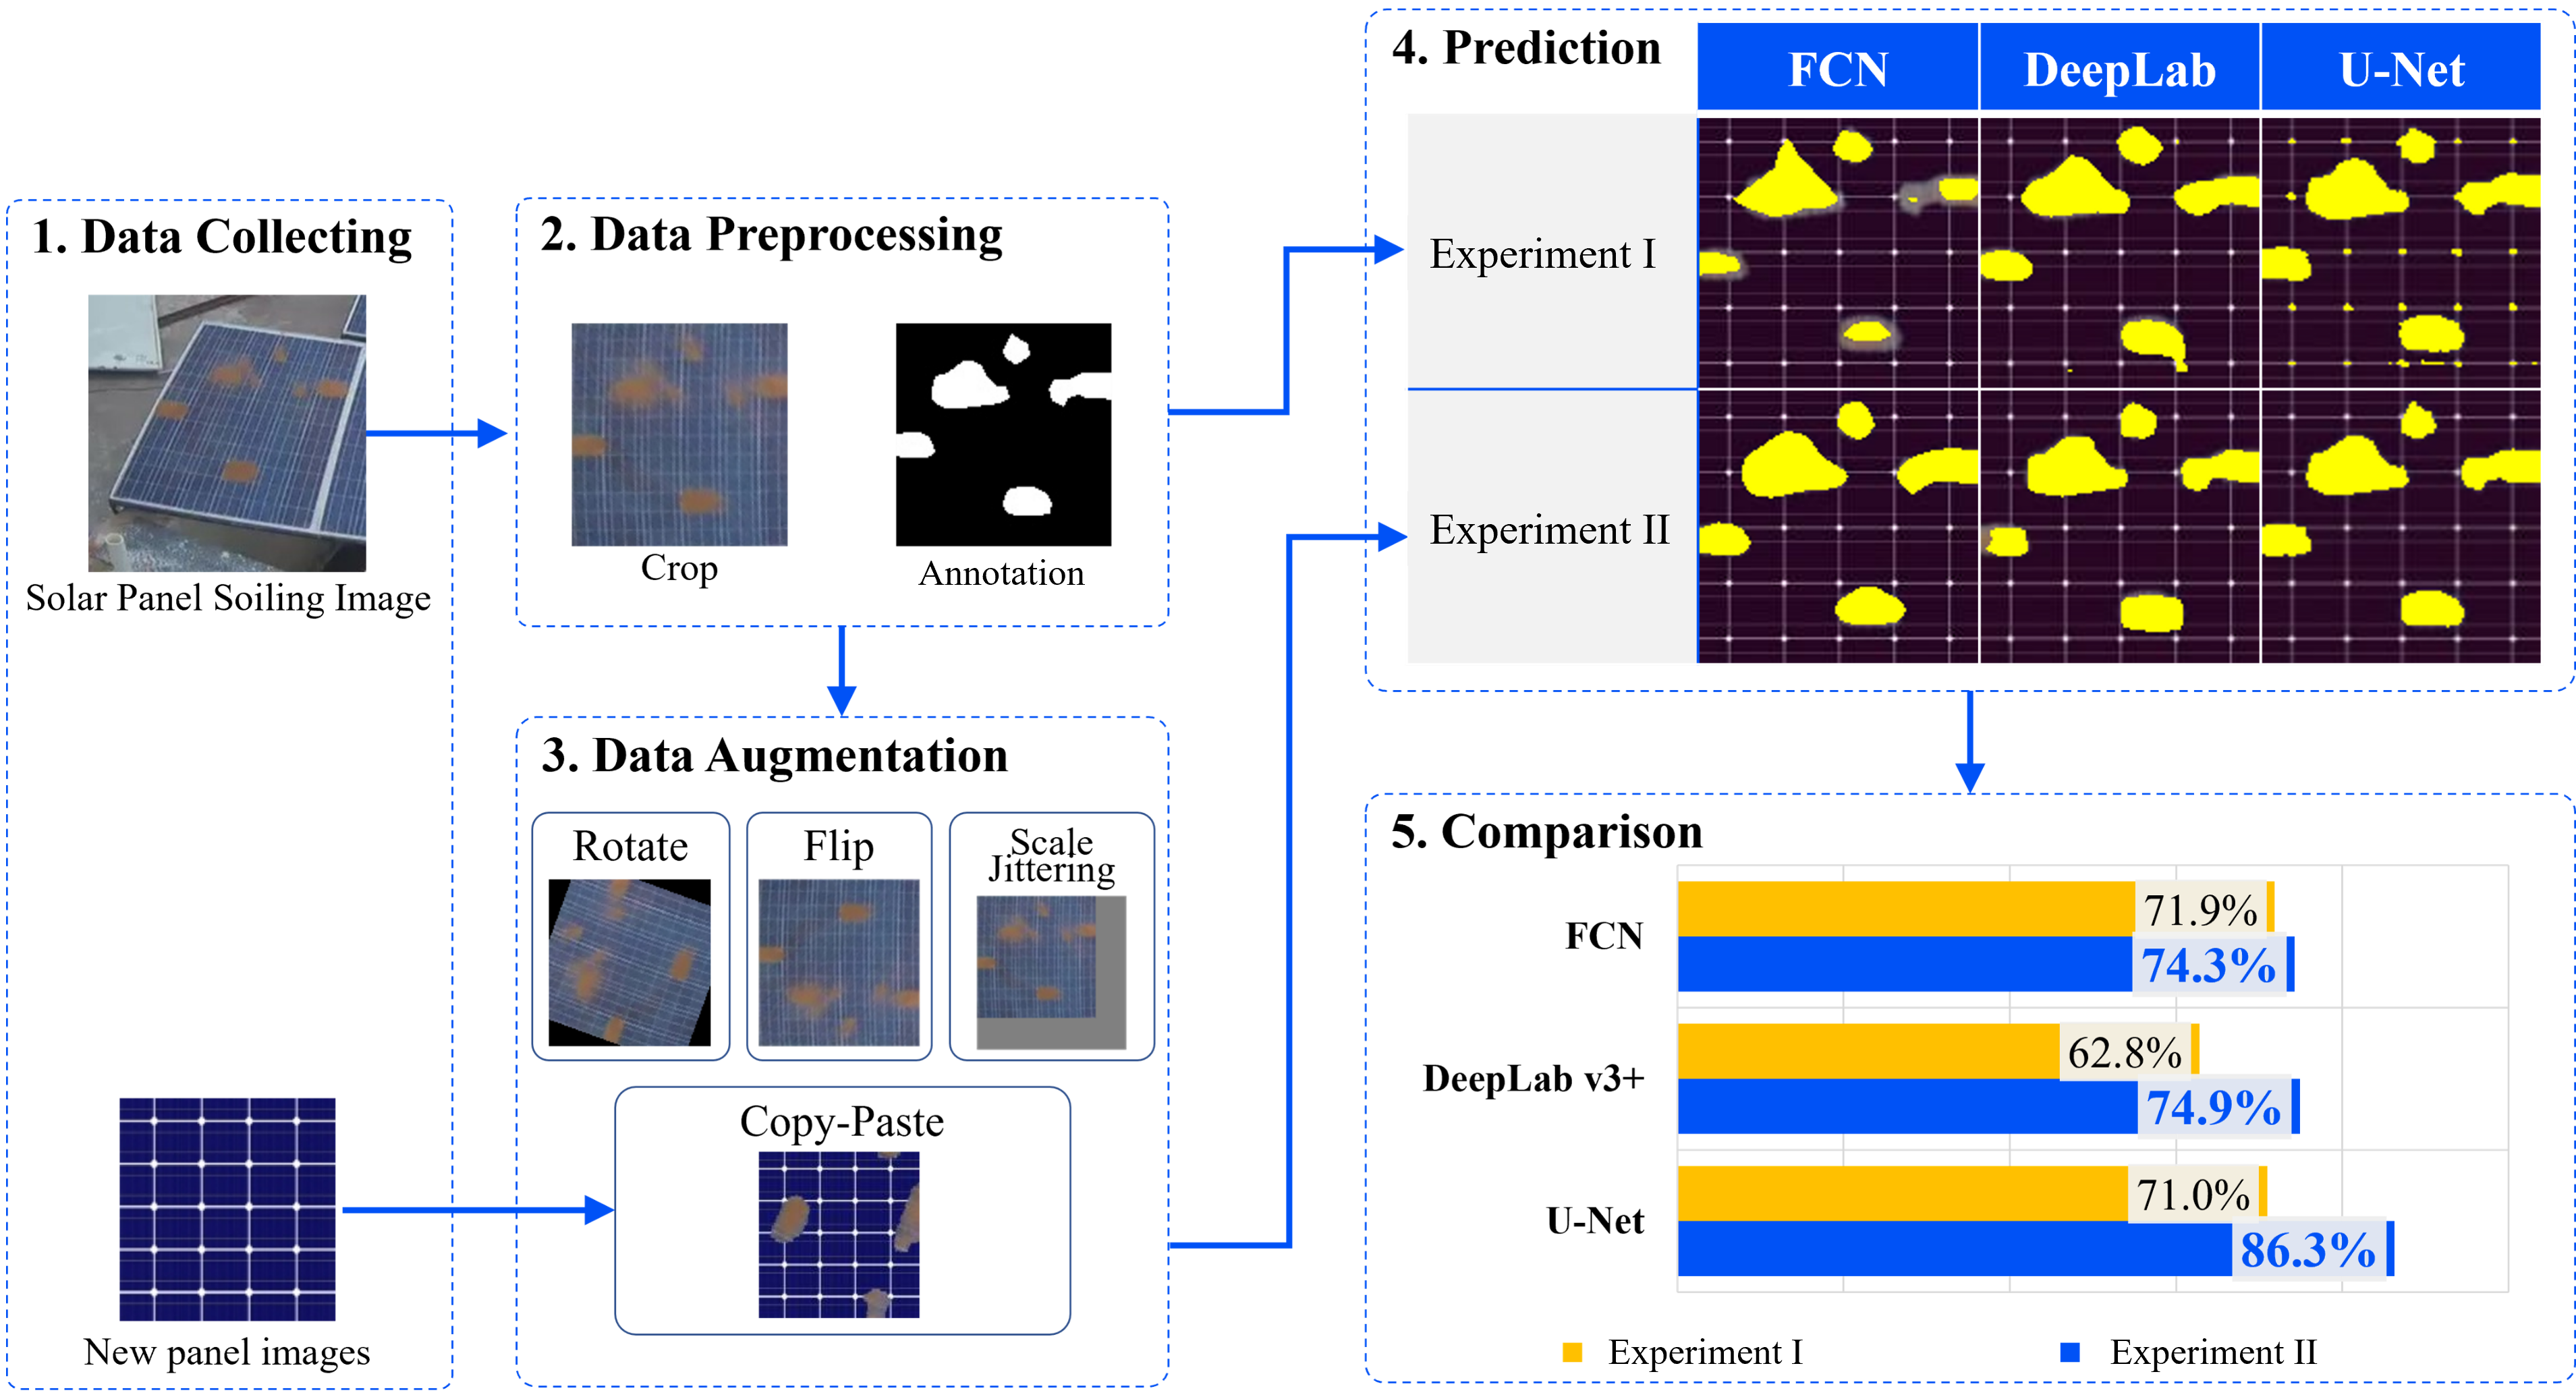 1. Data Collecting
Solar Panel Soiling Image
New panel images
2. Data Preprocessing
Crop
Annotation
3. Data Augmentation
Rotate
Flip
Scale
Jittering
Copy-Paste
4. Prediction
FCN
DeepLab
U-Net
Experiment I
Experiment II
5. Comparison
FCN
71.9%
74.3%
DeepLab v3+
62.8%
74.9%
U-Net
71.0%
86.3%
Experiment I
Experiment II